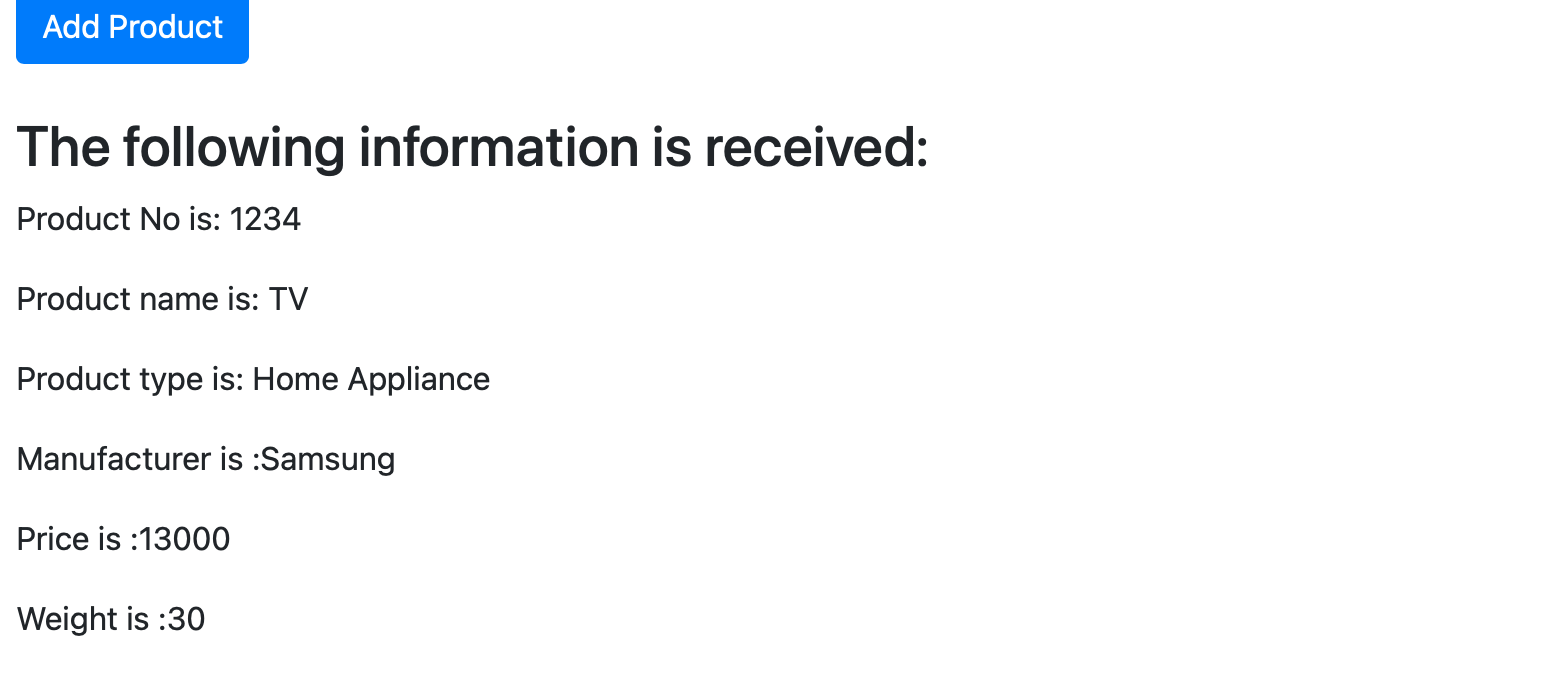 Add Product
The following information is received:
Product No is: 1234
Product name is: TV
Product type is: Home Appliance
Manufacturer is :Samsung
Price is :13000
Weight is :30